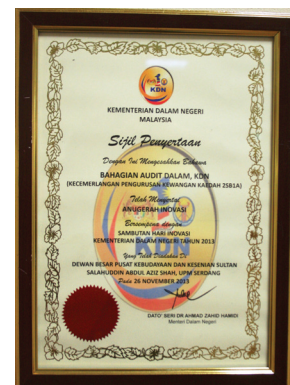 KDN
KEMENTERIAN DALAM NEGERI
MALAYSIA
Sijil Penyertaan
Dengan Ini Mengesahkan Bahawa
BAHAGIAN AUDIT DALAM, KDN
(KECEMERLANGAN PENGURUSAN KEWANGAN KAEDAH ZSB1A)
Telah Menyertai
ANUGERAH INOVASI
Bersempena dengan
SAMBUTAN HARI INOVASI
KEMENTERIAN DALAM NEGERI TAHUN 2013
Yang Telah Diadakan Di
DEWAN BESAR PUSAT KEBUDAYAAN DAN KESENIAN SULTAN
SALAHUDDIN ABDUL AZIZ SHAH, UPM SERDANG
Pada 26 NOVEMBER 2013
DATO' SERI DR AHMAD ZAHID HAMIDI
Menteri Dalam Negeri